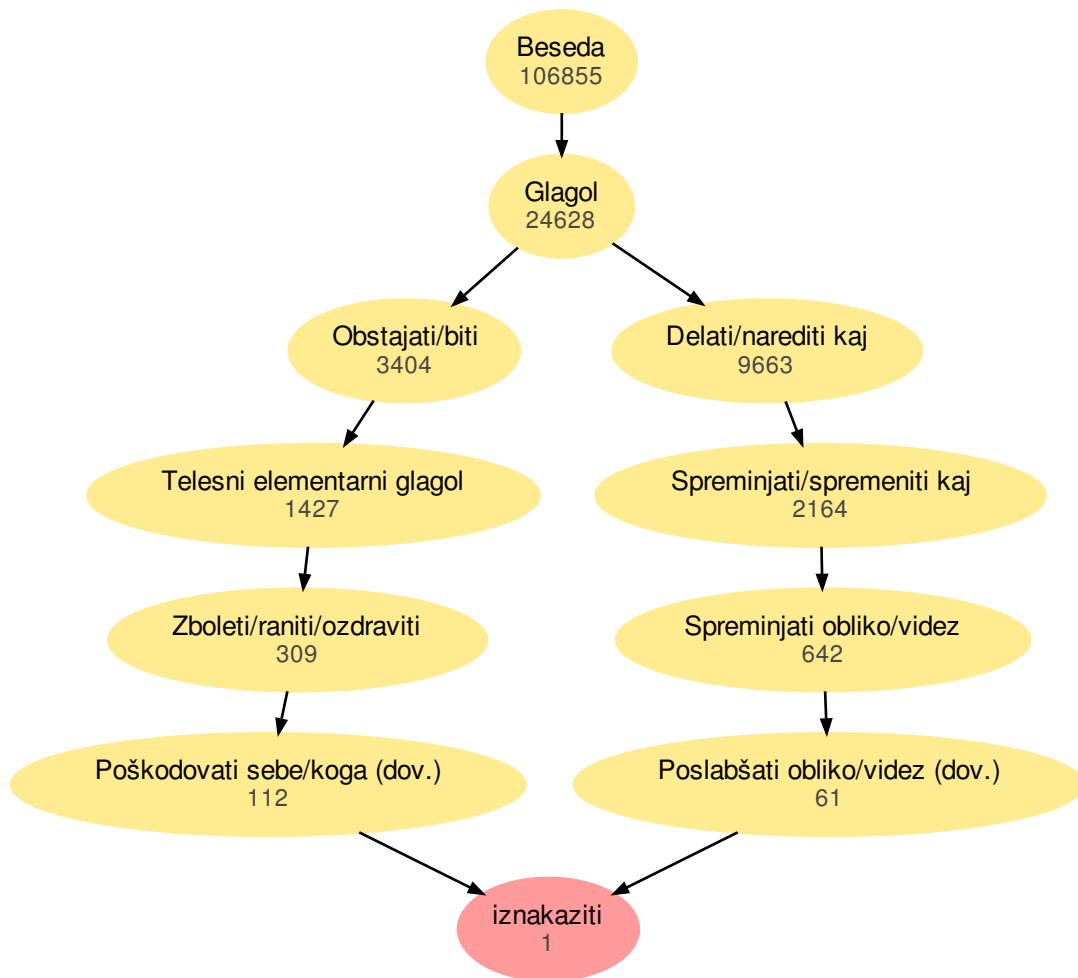 Beseda
106855
Glagol
24628
Obstajati/biti
3404
Delati/narediti kaj
9663
Telesni elementarni glagol
1427
Spreminjati/spremeniti kaj
2164
Zboleti/raniti/ozdraviti
309
Spreminjati obliko/videz
642
Poškodovati sebe/koga (dov.)
112
Poslabšati obliko/videz (dov.)
61
iznakaziti
1